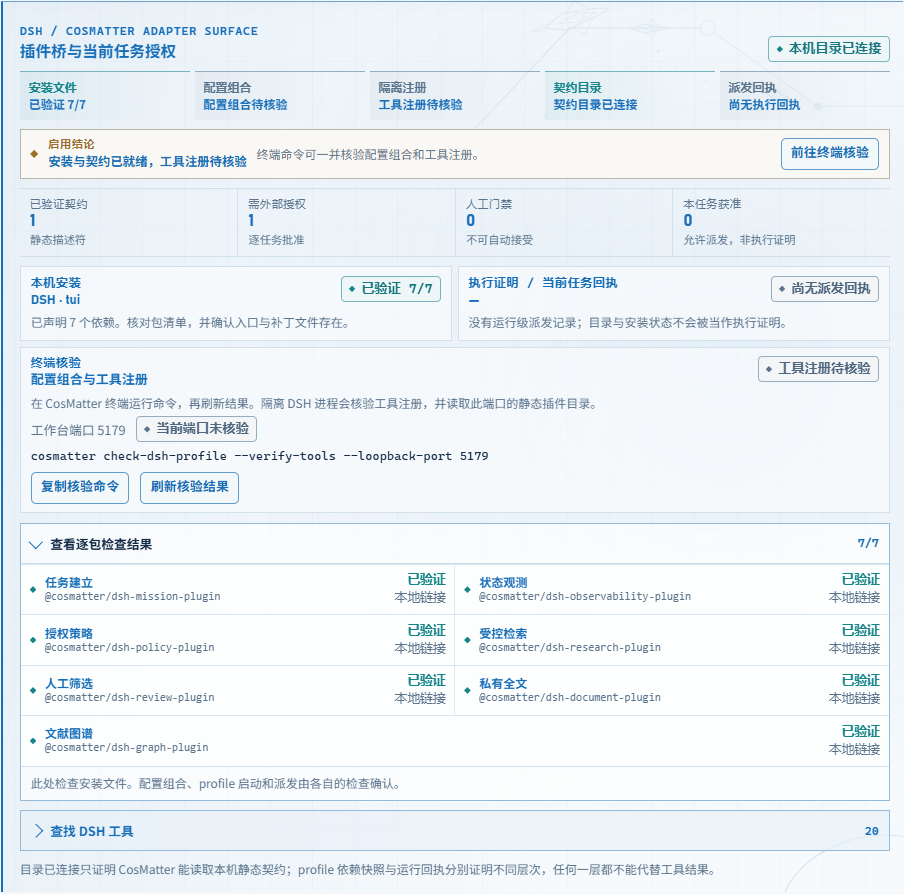 DSH / COSMATTER ADAPTER SURFACE
插件桥与当前任务授权
本机目录已连接
安装文件
已验证 7/7
配置组合
配置组合待核验
隔离注册
工具注册待核验
契约目录
契约目录已连接
派发回执
尚无执行回执
启用结论
安装与契约已就绪，工具注册待核验
终端命令可一并核验配置组合和工具注册。
前往终端核验
已验证契约
1
静态描述符
需外部授权
1
逐任务批准
人工门禁
0
不可自动接受
本任务获准
0
允许派发，非执行证明
本机安装
DSH · tui
已验证 7/7
已声明 7 个依赖。核对包清单，并确认入口与补丁文件存在。
执行证明 / 当前任务回执
—
尚无派发回执
没有运行级派发记录；目录与安装状态不会被当作执行证明。
终端核验
配置组合与工具注册
工具注册待核验
在 CosMatter 终端运行命令，再刷新结果。隔离 DSH 进程会核验工具注册，并读取此端口的静态插件目录。
工作台端口 5179
当前端口未核验
cosmatter check-dsh-profile --verify-tools --loopback-port 5179
复制核验命令
刷新核验结果
查看逐包检查结果
7/7
任务建立
@cosmatter/dsh-mission-plugin
已验证
本地链接
状态观测
@cosmatter/dsh-observability-plugin
已验证
本地链接
授权策略
@cosmatter/dsh-policy-plugin
已验证
本地链接
受控检索
@cosmatter/dsh-research-plugin
已验证
本地链接
人工筛选
@cosmatter/dsh-review-plugin
已验证
本地链接
私有全文
@cosmatter/dsh-document-plugin
已验证
本地链接
文献图谱
@cosmatter/dsh-graph-plugin
已验证
本地链接
此处检查安装文件。配置组合、profile 启动和派发由各自的检查确认。
查找 DSH 工具
20
目录已连接只证明 CosMatter 能读取本机静态契约；profile 依赖快照与运行回执分别证明不同层次，任何一层都不能代替工具结果。